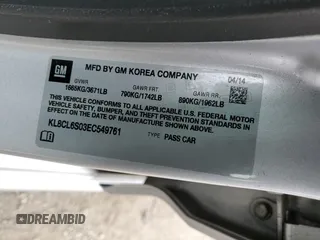 GM
MFD BY GM KOREA COMPANY
04/14
GVWR GAWR FRT GAWR RR
1665KG/3671LB 790KG/1742LB 890KG/1962LB
THIS VEHICLE CONFORMS TO ALL APPLICABLE U.S. FEDERAL MOTOR
VEHICLE SAFETY, BUMPER, AND THEFT PREVENTION STANDARDS IN
EFFECT ON THE DATE OF MANUFACTURE SHOWN ABOVE.
KL8CL6S03EC549761 TYPE: PASS CAR
DREAMBID